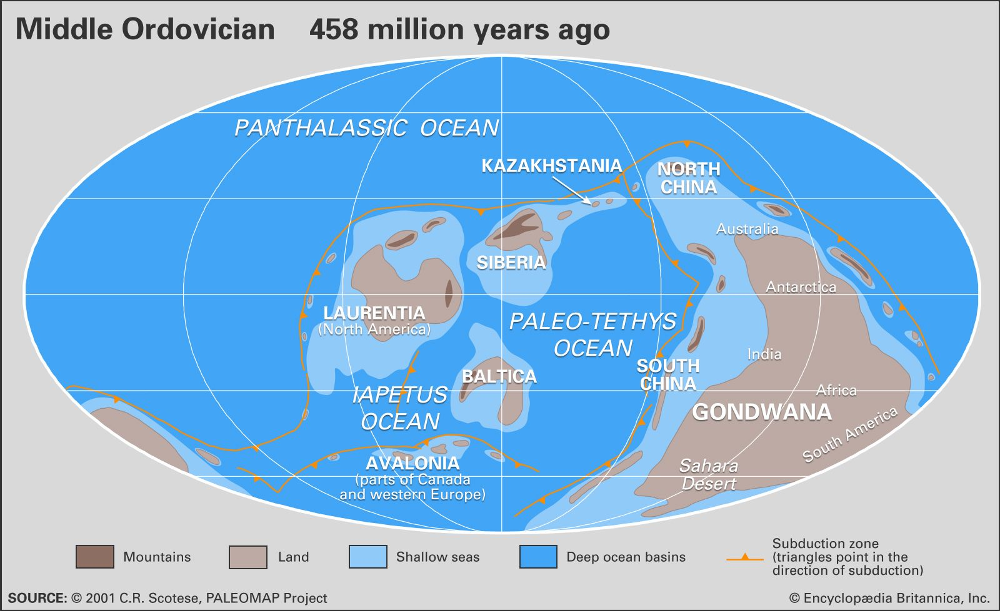 Middle Ordovician 458 million years ago
PANTHALASSIC OCEAN
KAZAKHSTANIA
NORTH
CHINA
Australia
SIBERIA
Antarctica
LAURENTIA
(North America)
PALEO-TETHYS
OCEAN
India
SOUTH
CHINA
BALTICA
Africa
IAPETUS
OCEAN
GONDWANA
South America
AVALONIA
(parts of Canada
and western Europe)
Sahara
Desert
Mountains
Land
Shallow seas
Deep ocean basins
Subduction zone
(triangles point in the
direction of subduction)
SOURCE: © 2001 C.R. Scotese, PALEOMAP Project
© Encyclopædia Britannica, Inc.